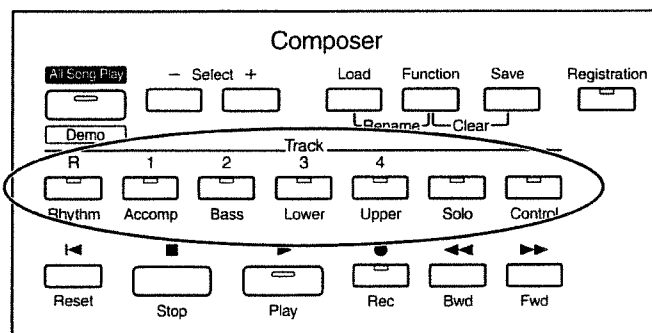 Composer
All Song Play
− Select +
Load Function Save Registration
Rename Clear
Demo
Track
R 1 2 3 4
Rhythm Accomp Bass Lower Upper Solo Control
Reset Stop Play Rec Bwd Fwd